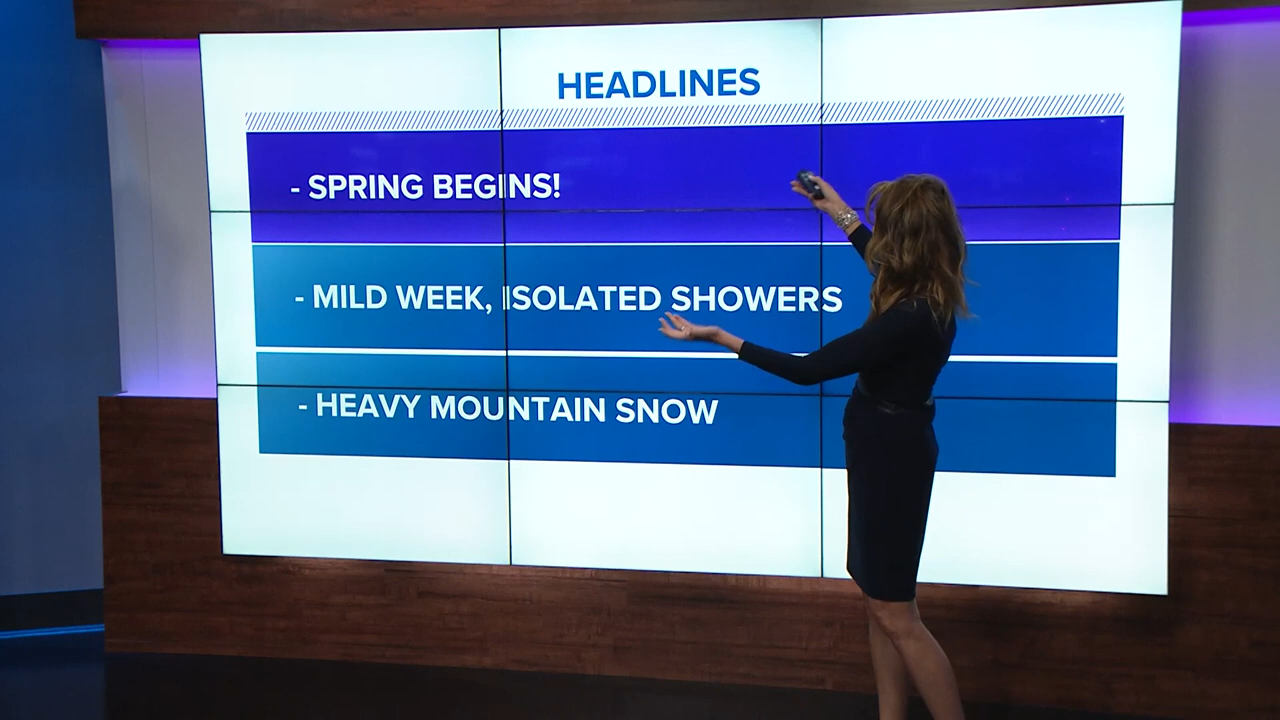 HEADLINES
- SPRING BEGINS!
- MILD WEEK, ISOLATED SHOWERS
- HEAVY MOUNTAIN SNOW